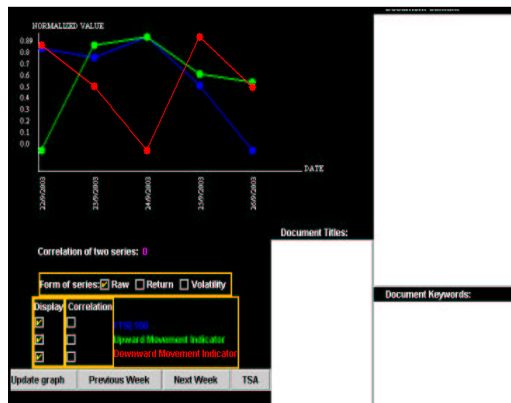 NORMALIZED VALUE
0.89
0.8
0.7
0.6
0.5
0.4
0.3
0.2
0.1
0.0
DATE
22/9/2003
23/9/2003
24/9/2003
25/9/2003
26/9/2003
Document Titles:
Correlation of two series: 0
Form of series: Raw Return Volatility
Document Keywords:
Display Correlation
Upward Movement Indicator
Downward Movement Indicator
Update graph Previous Week Next Week TSA